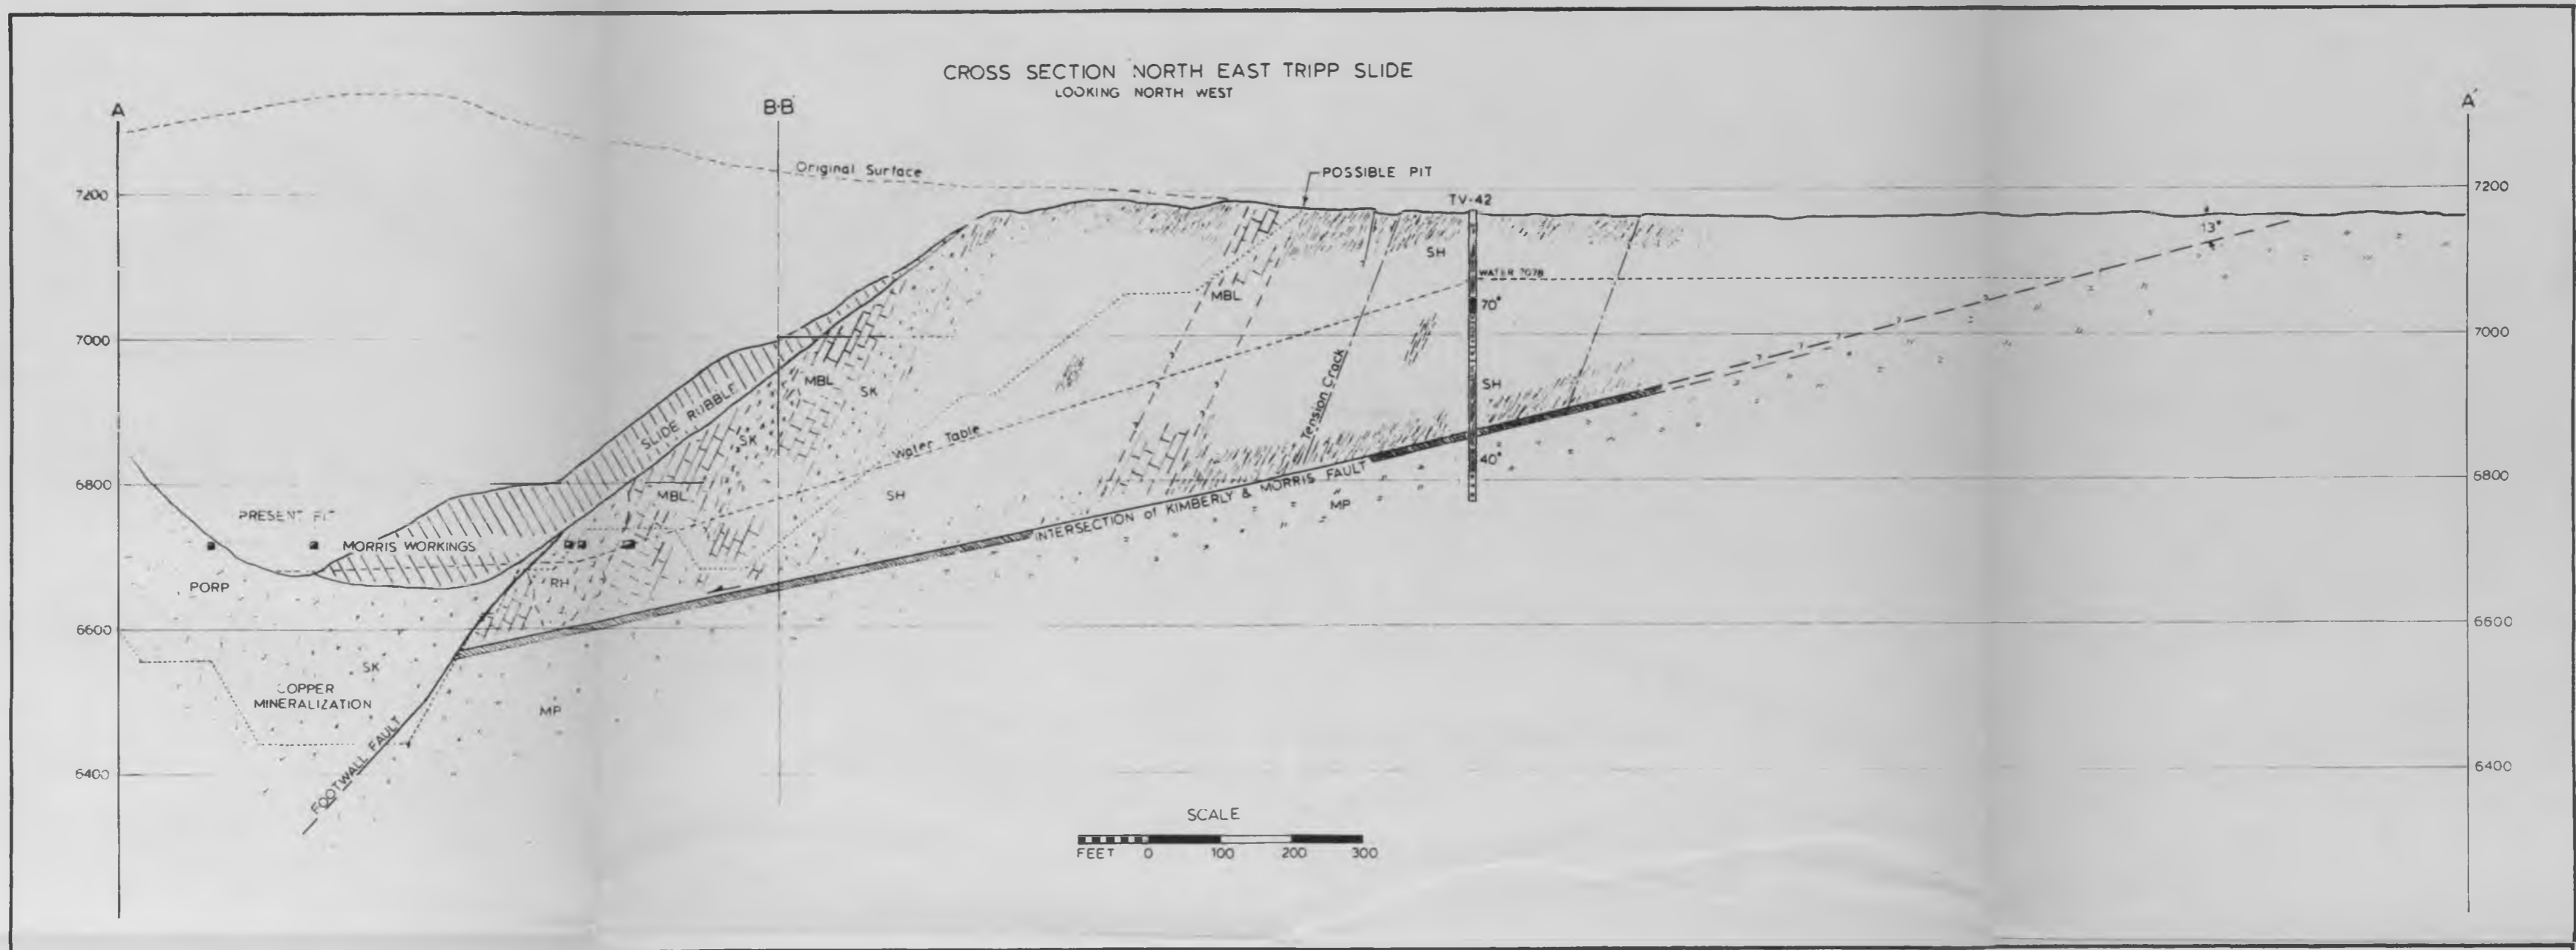 CROSS SECTION NORTH EAST TRIPP SLIDE
LOOKING NORTH WEST
A
B-B'
A'
Original Surface
POSSIBLE PIT
TV-42
7200
7200
13°
SH
WATER 7078
MBL
70°
7000
7000
MBL
SK
SH
SLIDE RUBBLE
Tension Crack
SK
Water Table
40°
6800
6800
MBL
SH
INTERSECTION of KIMBERLY & MORRIS FAULT
MP
PRESENT PIT
MORRIS WORKINGS
PORP
RH
6600
6600
SK
COPPER
MINERALIZATION
MP
FOOTWALL FAULT
6400
6400
SCALE
FEET 0 100 200 300